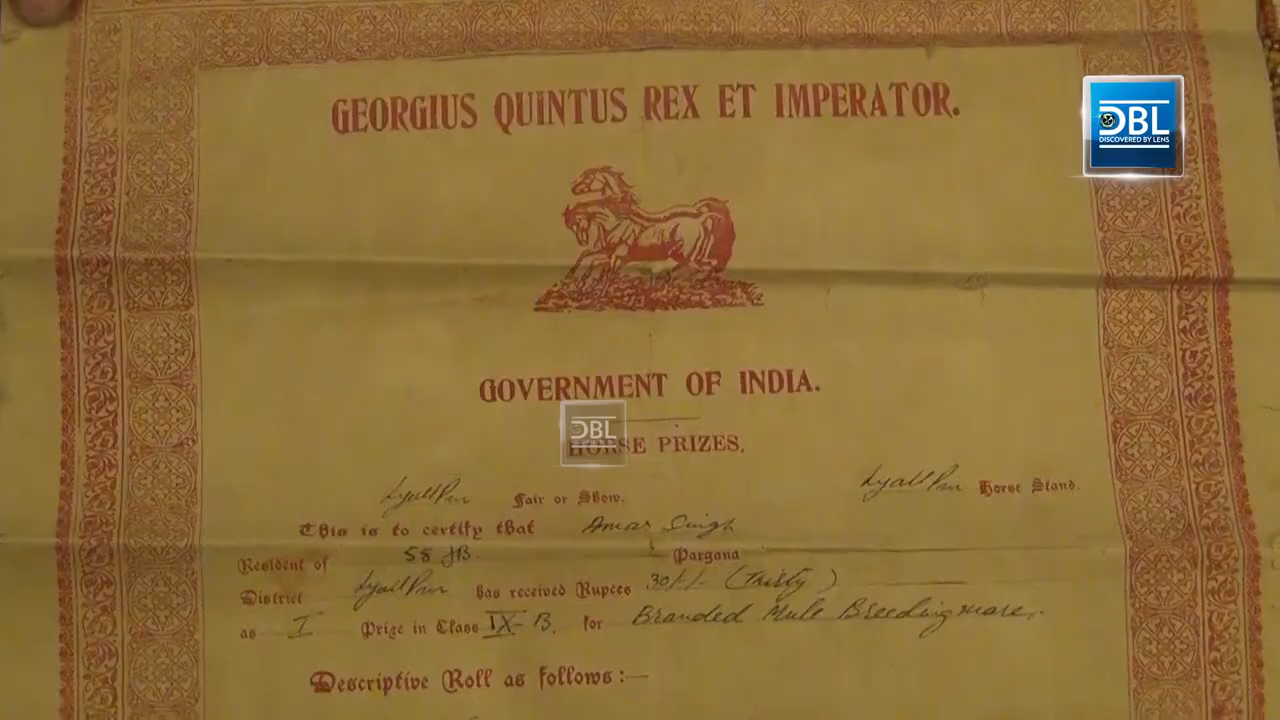 GEORGIUS QUINTUS REX ET IMPERATOR.
DBL
DISCOVERED BY LENS
GOVERNMENT OF INDIA.
DBL
HORSE PRIZES.
Lyallpur Fair or Show. Lyallpur Horse Stand.
This is to certify that Amar Singh
Resident of 58 JB. Pargana
District Lyallpur has received Rupees 30/-/- (Thirty)
as I Prize in Class IX-B. for Branded Mule Breeding mare.
Descriptive Roll as follows:—